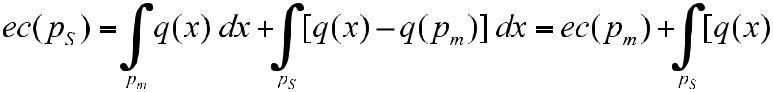 ec(p_S) = ∫_{p_m} q(x) dx + ∫_{p_S} [q(x) − q(p_m)] dx = ec(p_m) + ∫_{p_S} [q(x)